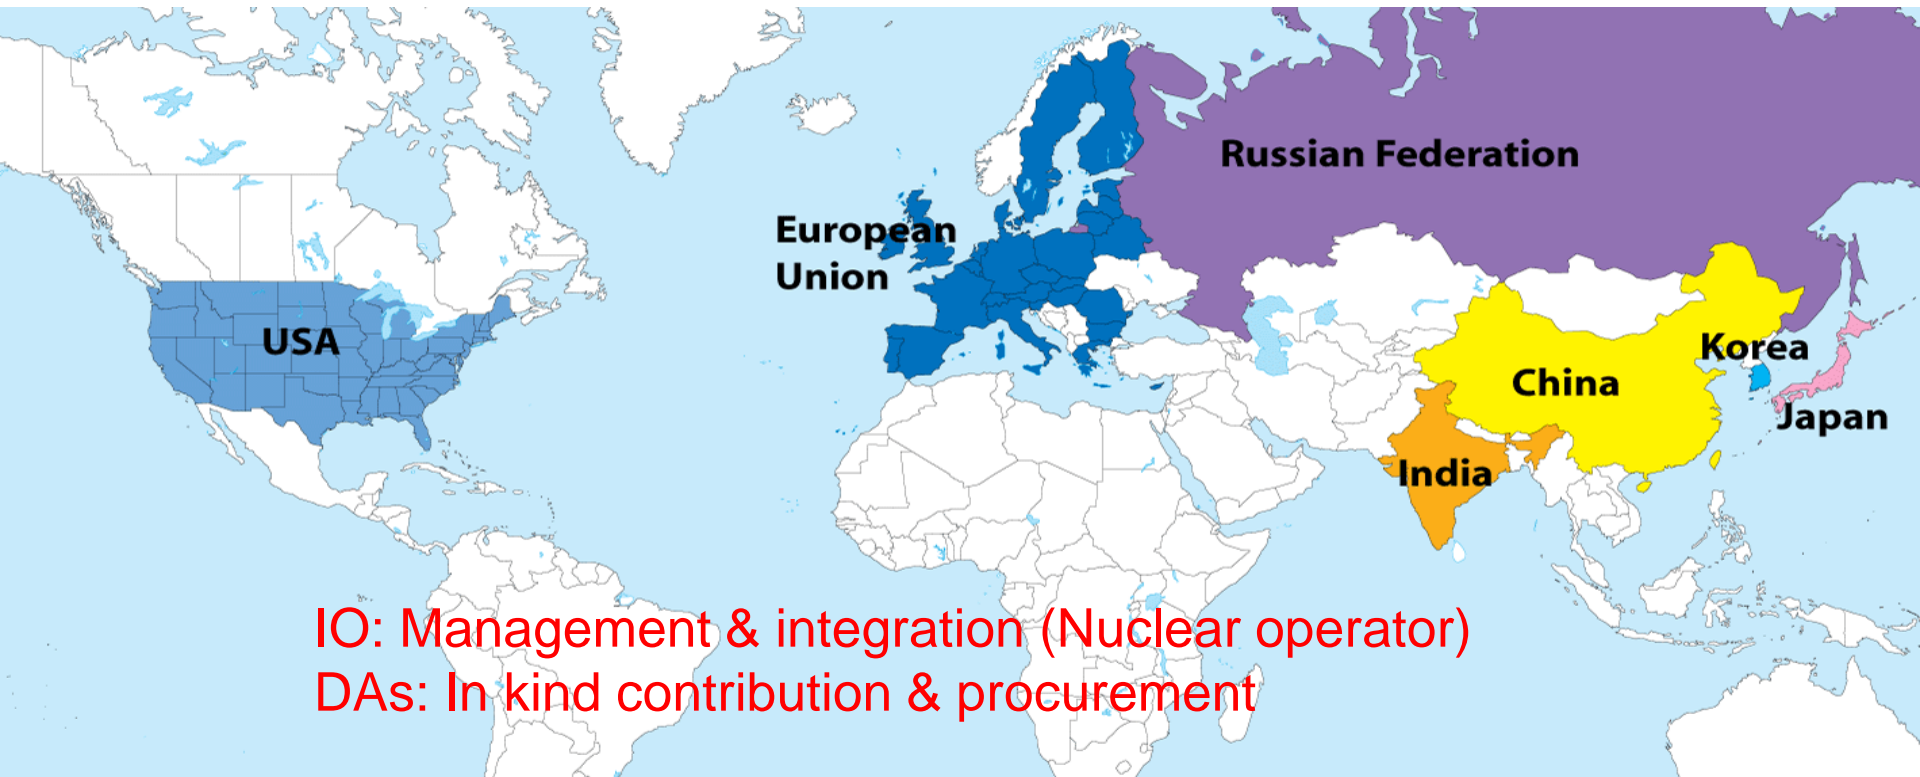 Russian Federation
European
Union
USA
Korea
China
Japan
India
IO: Management & integration (Nuclear operator)
DAs: In kind contribution & procurement